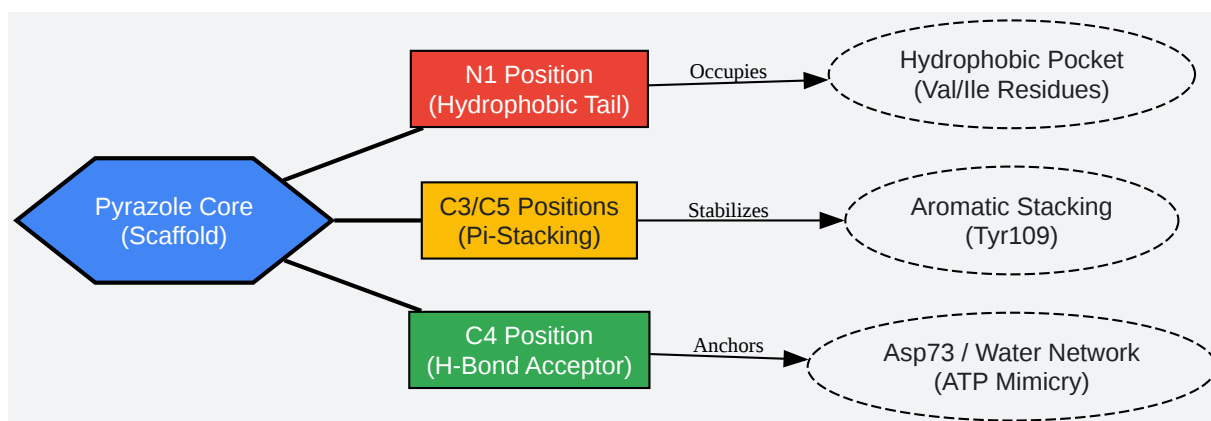 N1 Position
(Hydrophobic Tail)
Occupies
Hydrophobic Pocket
(Val/Ile Residues)
Pyrazole Core
(Scaffold)
C3/C5 Positions
(Pi-Stacking)
Stabilizes
Aromatic Stacking
(Tyr109)
C4 Position
(H-Bond Acceptor)
Anchors
Asp73 / Water Network
(ATP Mimicry)